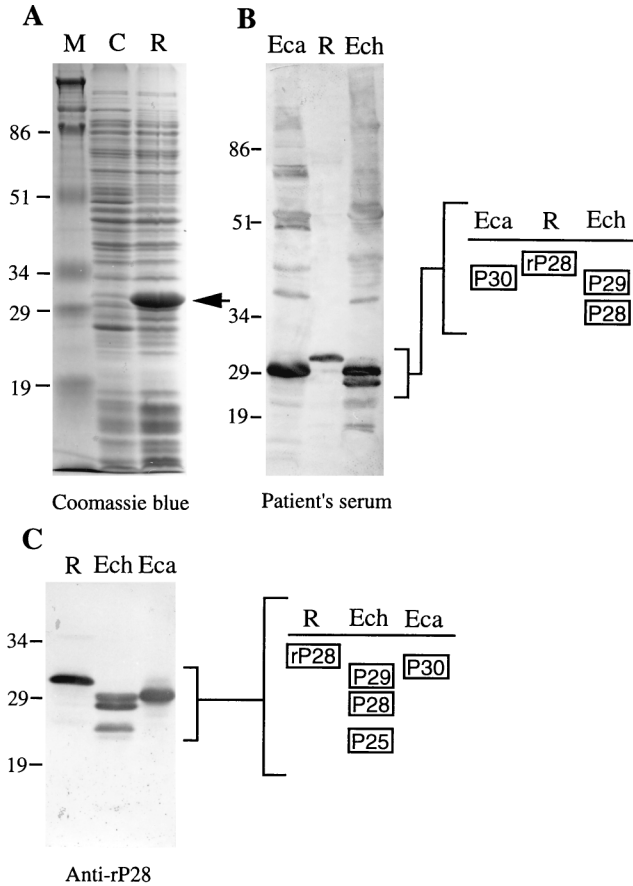 A
M C R
86
51
34
29
19
Coomassie blue
B
Eca R Ech
86
51
34
29
19
Patient's serum
Eca R Ech
P30
rP28
P29
P28
C
R Ech Eca
34
29
19
Anti-rP28
R Ech Eca
rP28
P29
P30
P28
P25